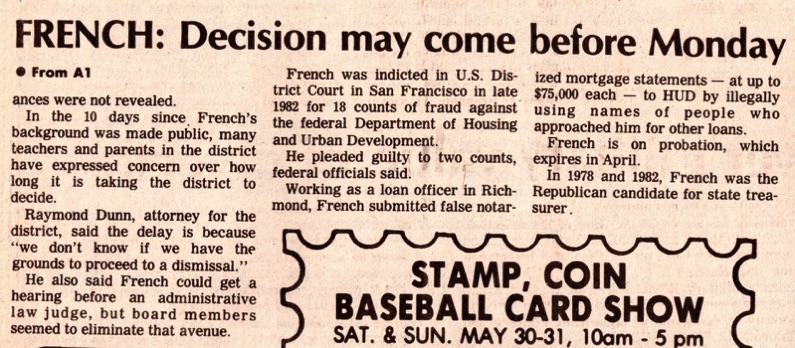 FRENCH: Decision may come before Monday
• From A1
ances were not revealed.
In the 10 days since French's
background was made public, many
teachers and parents in the district
have expressed concern over how
long it is taking the district to
decide.
Raymond Dunn, attorney for the
district, said the delay is because
"we don't know if we have the
grounds to proceed to a dismissal."
He also said French could get a
hearing before an administrative
law judge, but board members
seemed to eliminate that avenue.
French was indicted in U.S. Dis-
trict Court in San Francisco in late
1982 for 18 counts of fraud against
the federal Department of Housing
and Urban Development.
He pleaded guilty to two counts,
federal officials said.
Working as a loan officer in Rich-
mond, French submitted false notar-
ized mortgage statements — at up to
$75,000 each — to HUD by illegally
using names of people who
approached him for other loans.
French is on probation, which
expires in April.
In 1978 and 1982, French was the
Republican candidate for state trea-
surer.
STAMP, COIN
BASEBALL CARD SHOW
SAT. & SUN. MAY 30-31, 10am - 5 pm